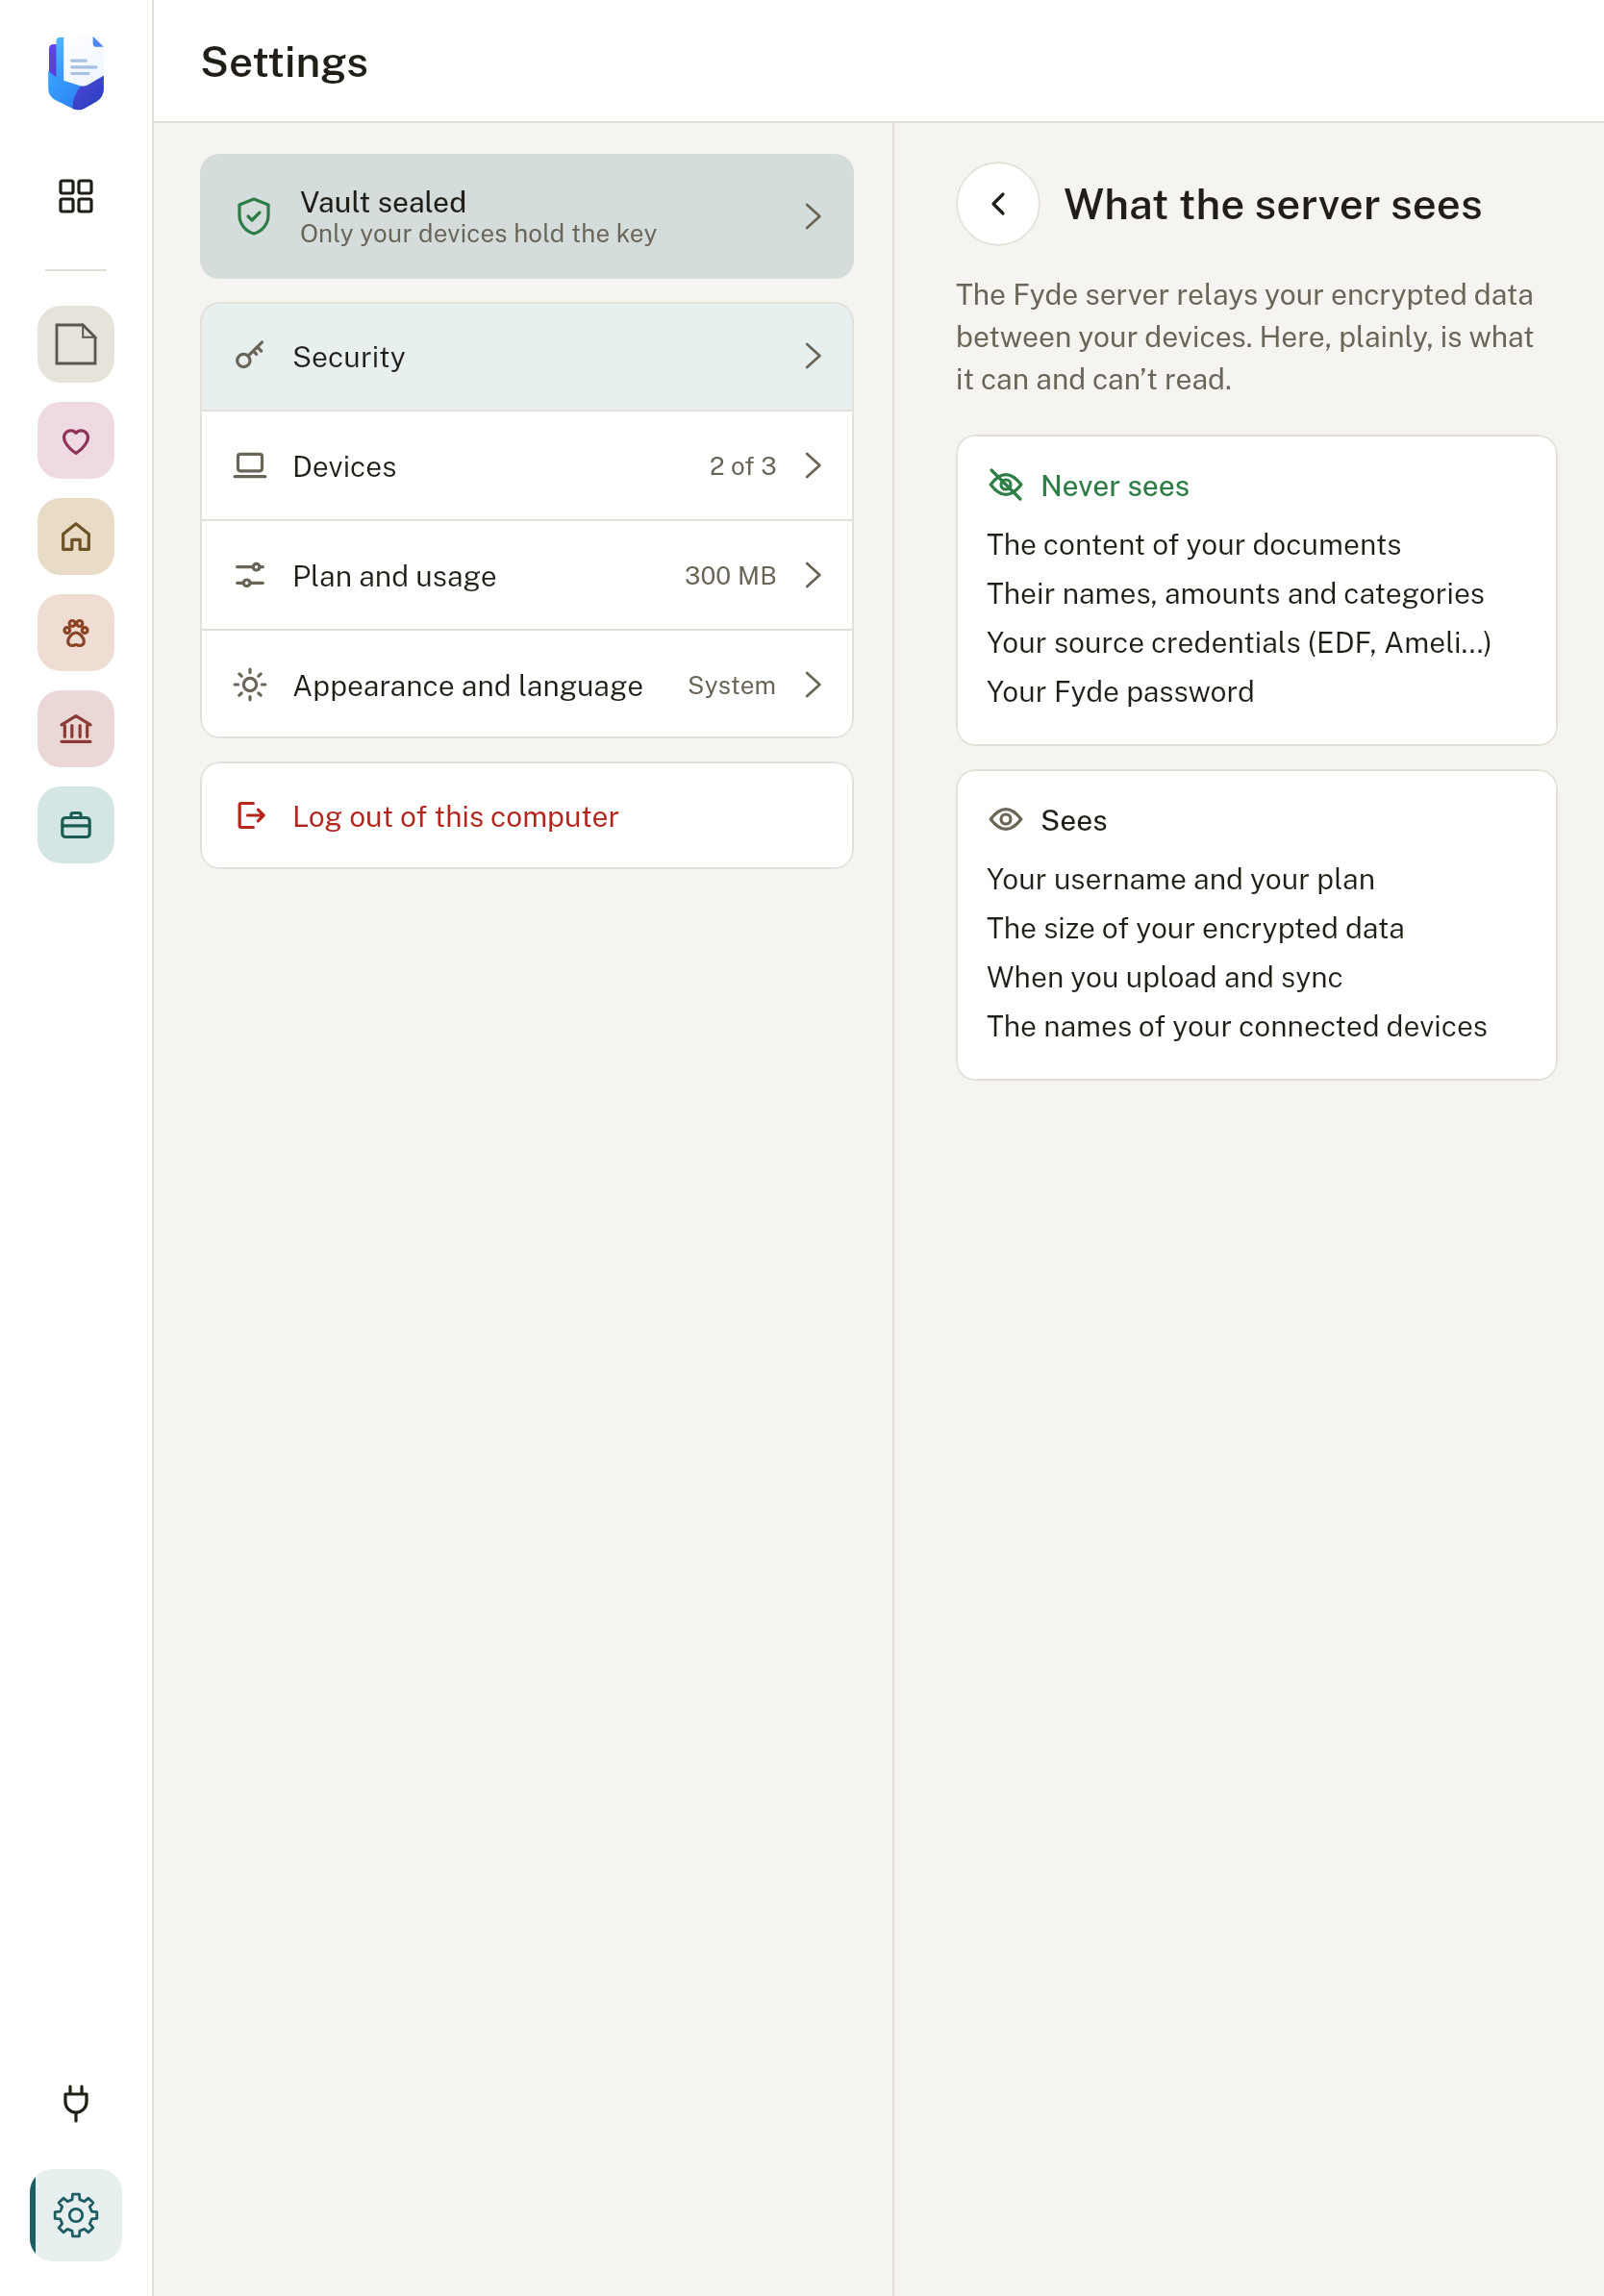 Settings
Vault sealed
Only your devices hold the key
Security
Devices
2 of 3
Plan and usage
300 MB
Appearance and language
System
Log out of this computer
What the server sees
The Fyde server relays your encrypted data
between your devices. Here, plainly, is what
it can and can’t read.
Never sees
The content of your documents
Their names, amounts and categories
Your source credentials (EDF, Ameli…)
Your Fyde password
Sees
Your username and your plan
The size of your encrypted data
When you upload and sync
The names of your connected devices